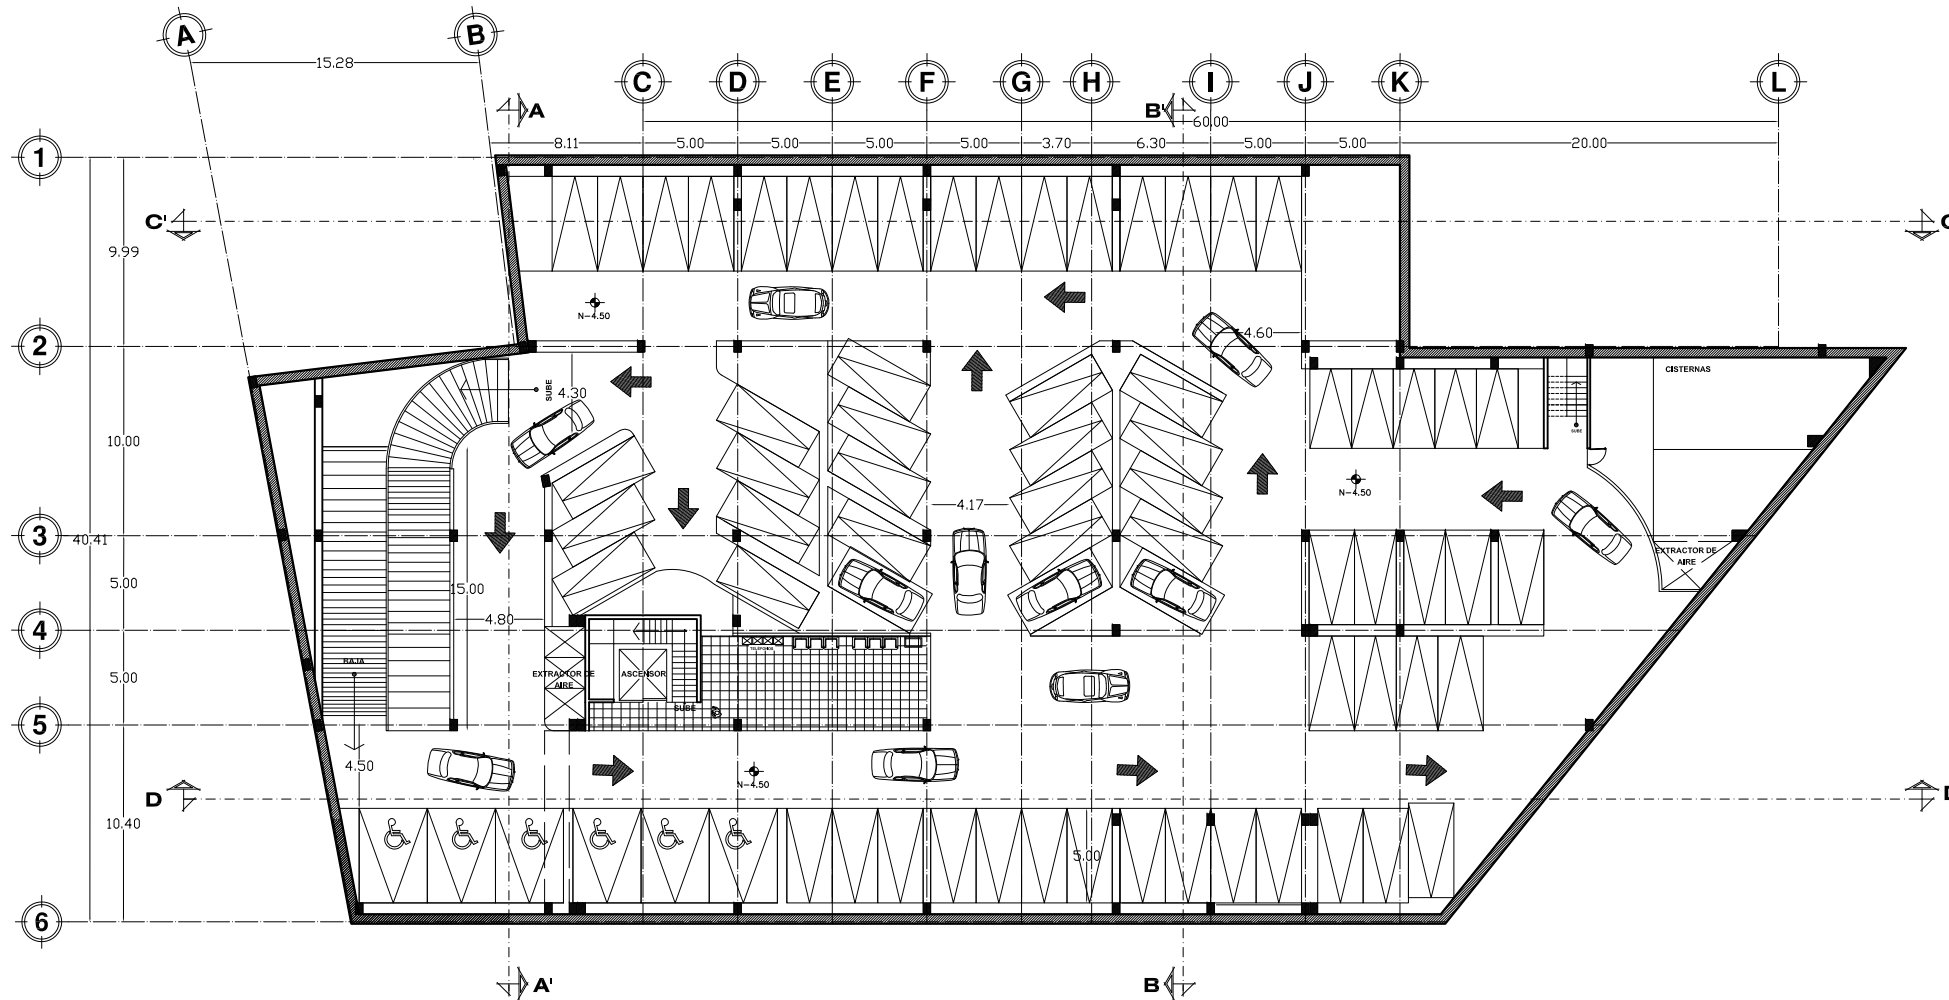 A
B
15.28
C
D
E
F
G
H
I
J
K
L
A
B'
60.00
8.11
5.00
5.00
5.00
5.00
3.70
6.30
5.00
5.00
20.00
1
C'
C
9.99
N-4.50
4.60
2
CISTERNAS
SUBE
4.30
SUBE
10.00
N-4.50
4.17
3
40.41
EXTRACTOR DE
AIRE
5.00
15.00
4.80
4
TELEFONOS
BAJA
EXTRACTOR DE
AIRE
ASCENSOR
5.00
SUBE
5
4.50
N-4.50
D
D
10.40
5.00
6
A'
B